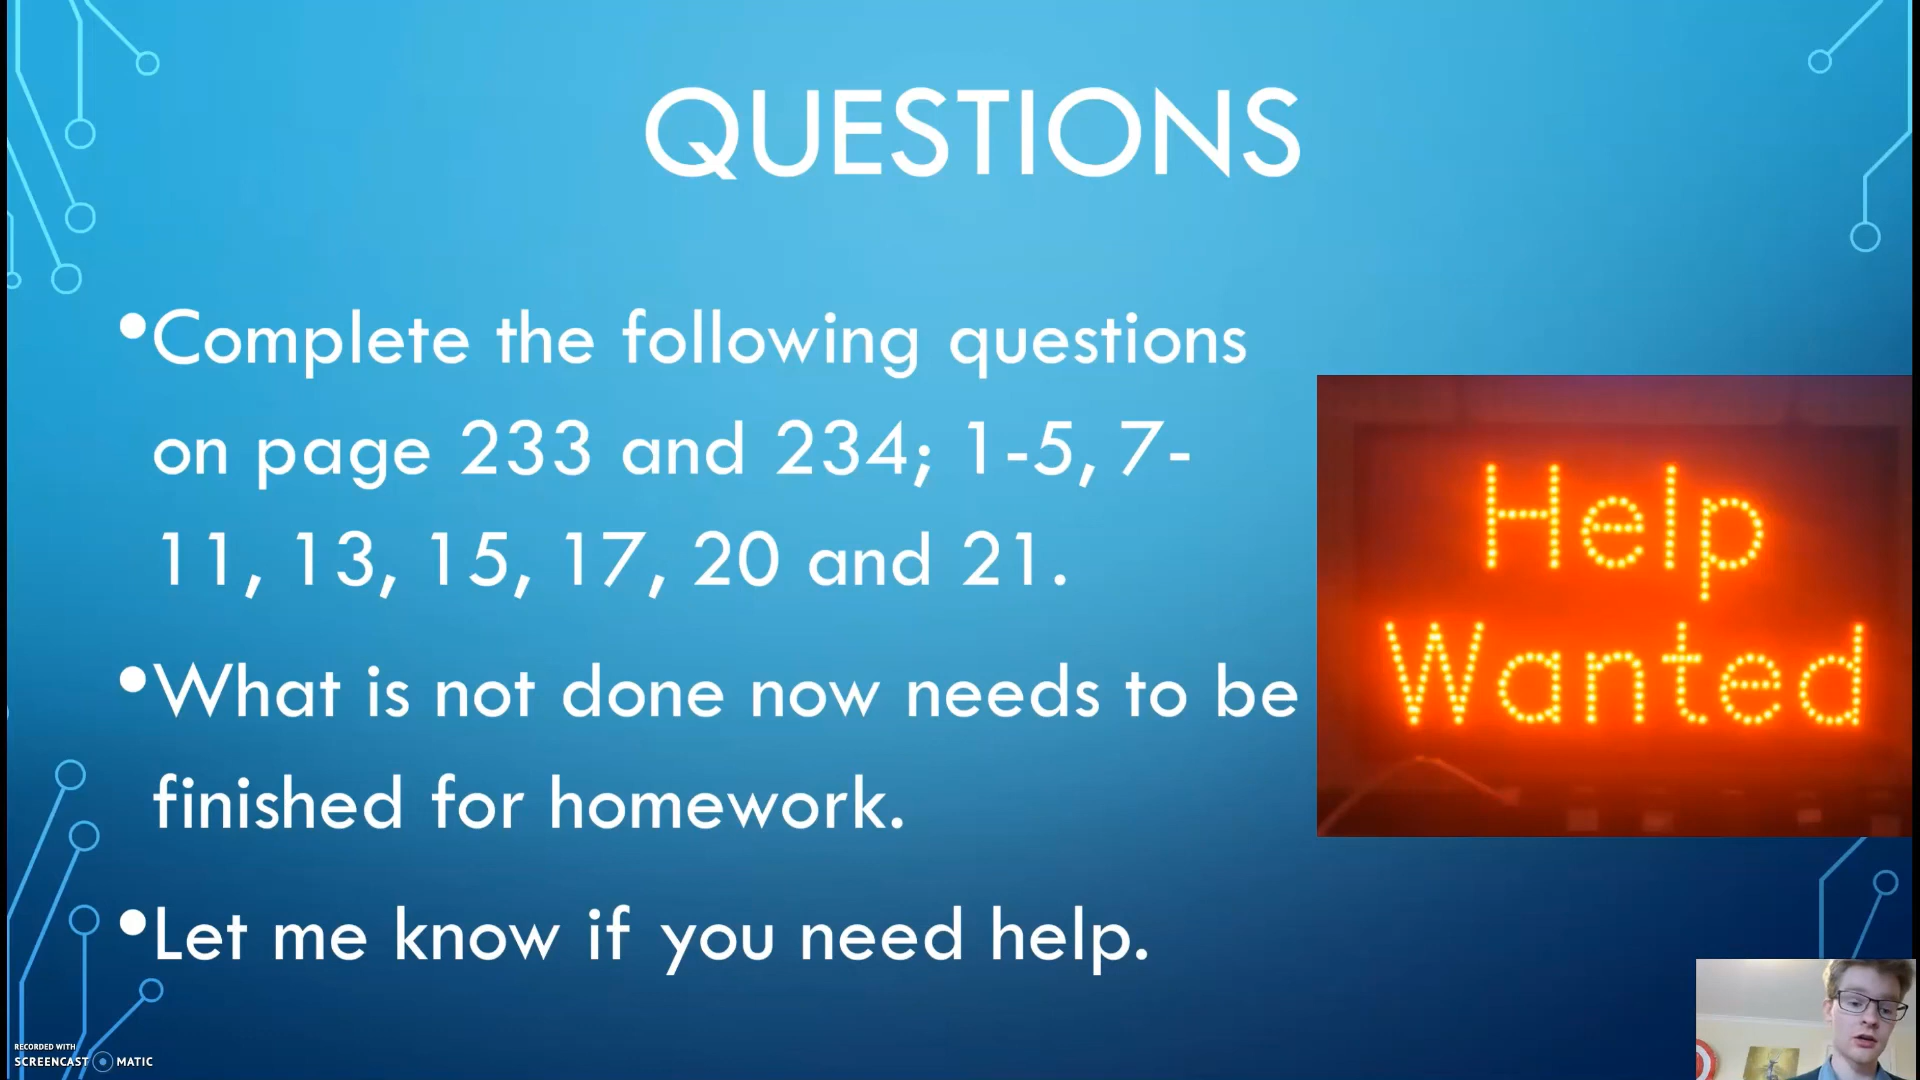 QUESTIONS
•Complete the following questions
on page 233 and 234; 1-5, 7-
11, 13, 15, 17, 20 and 21.
•What is not done now needs to be
finished for homework.
•Let me know if you need help.
Help
Wanted
RECORDED WITH
SCREENCAST MATIC